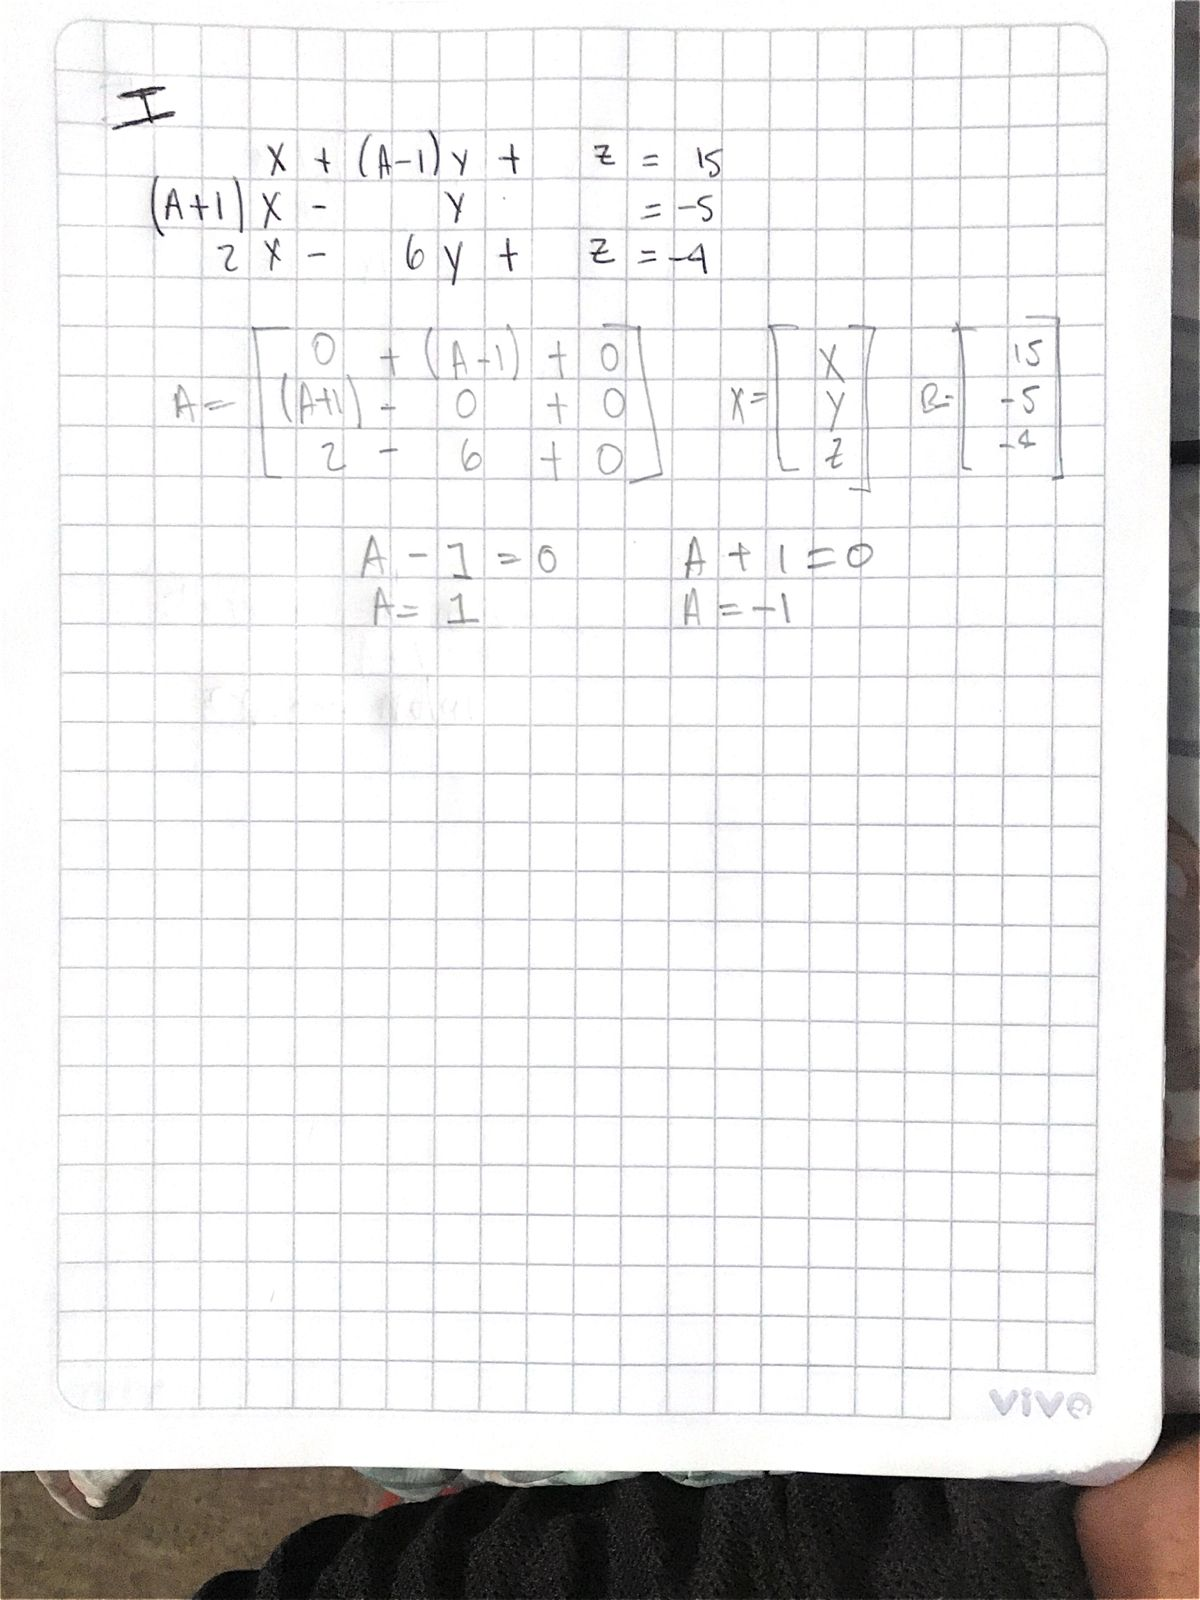 I
X + (A-1) y + z = 15
(A+1) X - y = -5
2 X - 6 y + z = -4
A = [ 0 + (A-1) + 0 ] X = [ X ] B = [ 15 ]
[ (A+1) - 0 + 0 ] [ y ] [ -5 ]
[ 2 - 6 + 0 ] [ z ] [ -4 ]
A - 1 = 0 A + 1 = 0
A = 1 A = -1
vive